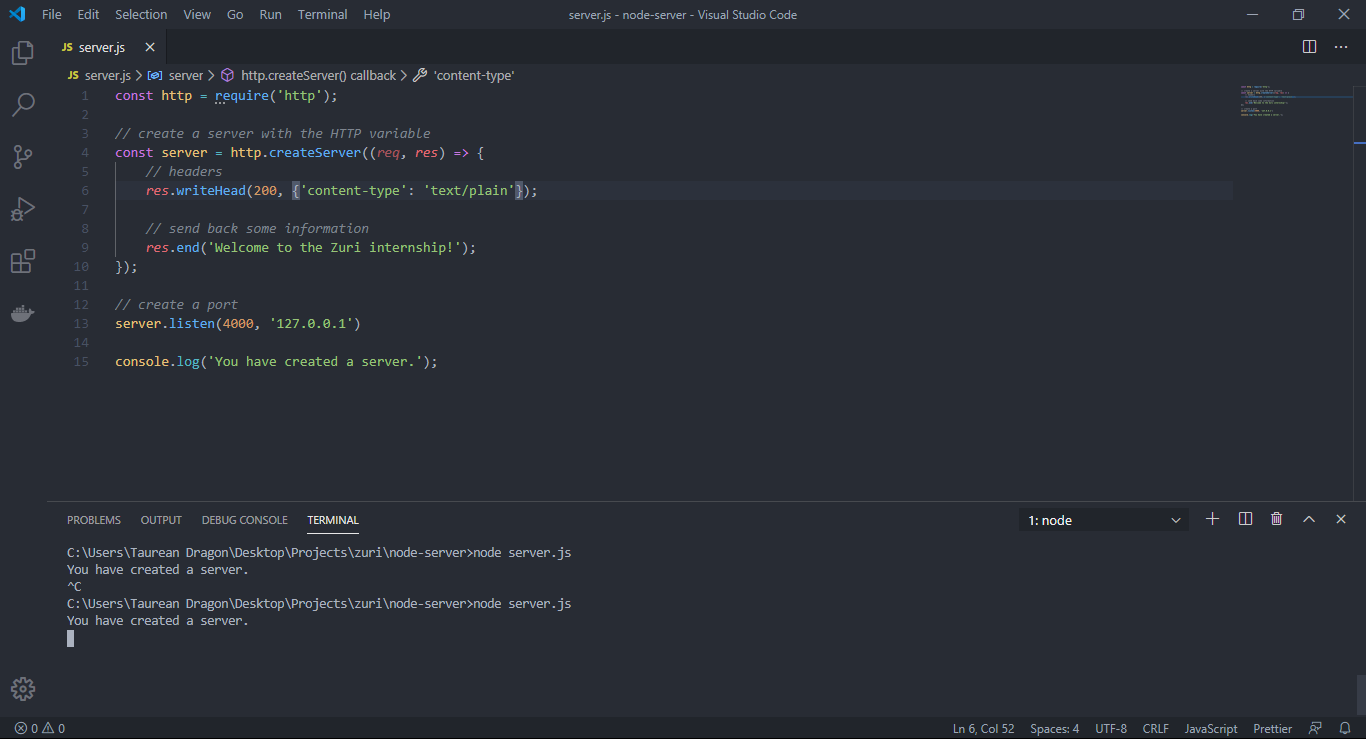 File Edit Selection View Go Run Terminal Help server.js - node-server - Visual Studio Code
JS server.js
JS server.js > server > http.createServer() callback > 'content-type'
1 const http = require('http');
2
3 // create a server with the HTTP variable
4 const server = http.createServer((req, res) => {
5 // headers
6 res.writeHead(200, {'content-type': 'text/plain'});
7
8 // send back some information
9 res.end('Welcome to the Zuri internship!');
10 });
11
12 // create a port
13 server.listen(4000, '127.0.0.1')
14
15 console.log('You have created a server.');
PROBLEMS OUTPUT DEBUG CONSOLE TERMINAL 1: node
C:\Users\Taurean Dragon\Desktop\Projects\zuri\node-server>node server.js
You have created a server.
^C
C:\Users\Taurean Dragon\Desktop\Projects\zuri\node-server>node server.js
You have created a server.
0 0 Ln 6, Col 52 Spaces: 4 UTF-8 CRLF JavaScript Prettier